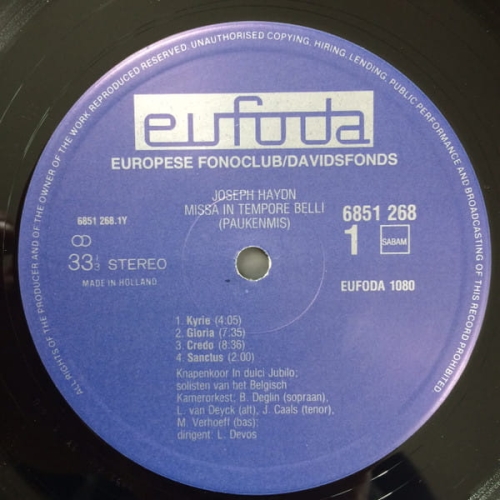 ALL RIGHTS OF THE PRODUCER AND OF THE OWNER OF THE WORK REPRODUCED RESERVED. UNAUTHORISED COPYING, HIRING, LENDING, PUBLIC PERFORMANCE AND BROADCASTING OF THIS RECORD PROHIBITED
eufoda
EUROPESE FONOCLUB/DAVIDSFONDS
JOSEPH HAYDN
MISSA IN TEMPORE BELLI
(PAUKENMIS)
6851 268.1Y
33⅓ STEREO
MADE IN HOLLAND
6851 268
1
SABAM
EUFODA 1080
1 Kyrie (4:05)
2 Gloria (7:35)
3 Credo (8:36)
4 Sanctus (2:00)
Knapenkoor In dulci Jubilo;
solisten van het Belgisch
Kamerorkest; B. Deglin (sopraan),
L. van Deyck (alt), J. Caals (tenor),
M. Verhoeff (bas);
dirigent: L. Devos